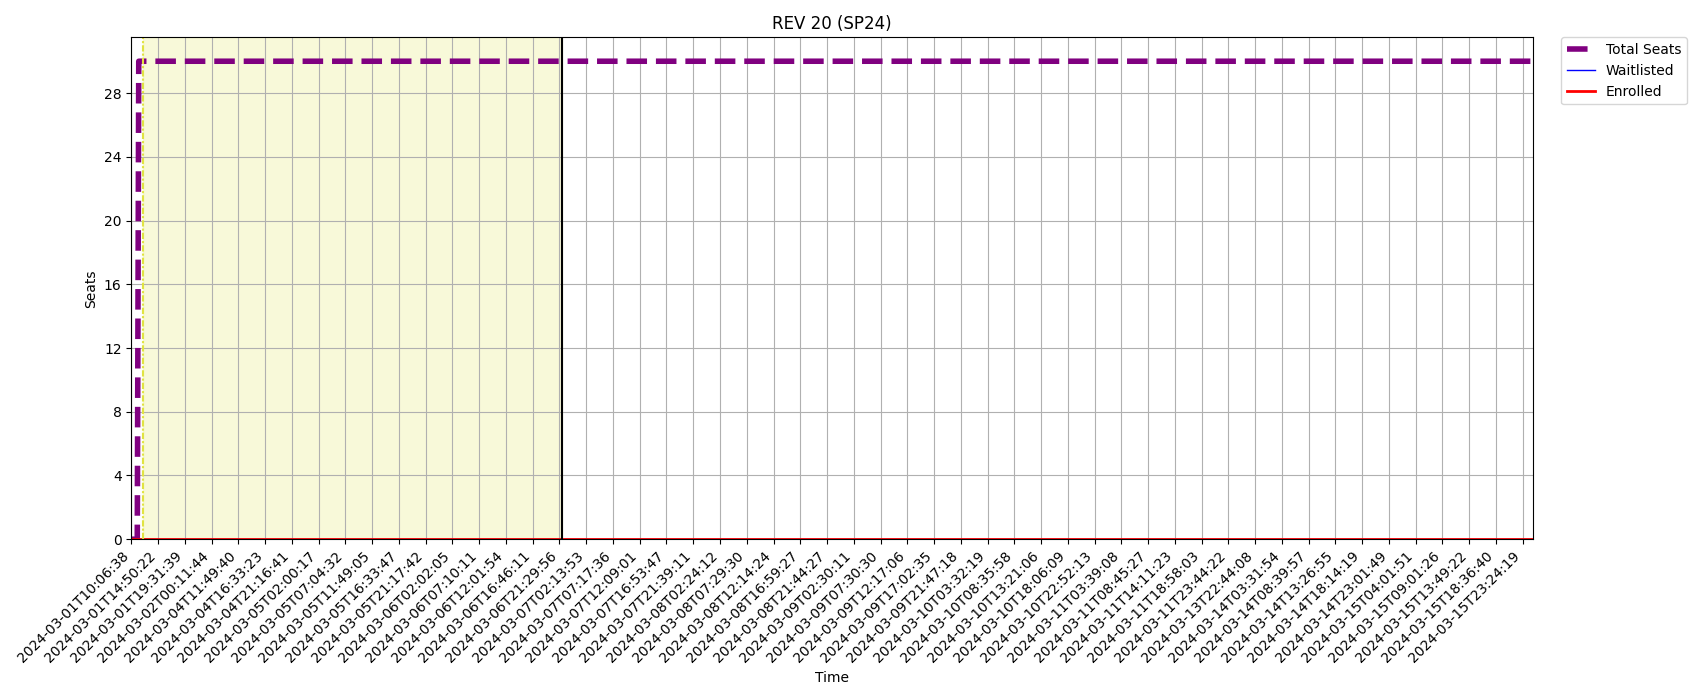 REV 20 (SP24)
Total Seats
Waitlisted
Enrolled
Seats
28
24
20
16
12
8
4
0
2024-03-01T10:06:38
2024-03-01T14:50:22
2024-03-01T19:31:39
2024-03-02T00:11:44
2024-03-04T11:49:40
2024-03-04T16:33:23
2024-03-04T21:16:41
2024-03-05T02:00:17
2024-03-05T07:04:32
2024-03-05T11:49:05
2024-03-05T16:33:47
2024-03-05T21:17:42
2024-03-06T02:02:05
2024-03-06T07:10:11
2024-03-06T12:01:54
2024-03-06T16:46:11
2024-03-06T21:29:56
2024-03-07T02:13:53
2024-03-07T07:17:36
2024-03-07T12:09:01
2024-03-07T16:53:47
2024-03-07T21:39:11
2024-03-08T02:24:12
2024-03-08T07:29:30
2024-03-08T12:14:24
2024-03-08T16:59:27
2024-03-08T21:44:27
2024-03-09T02:30:11
2024-03-09T07:30:30
2024-03-09T12:17:06
2024-03-09T17:02:35
2024-03-09T21:47:18
2024-03-10T03:32:19
2024-03-10T08:35:58
2024-03-10T13:21:06
2024-03-10T18:06:09
2024-03-10T22:52:13
2024-03-11T03:39:08
2024-03-11T08:45:27
2024-03-11T14:11:23
2024-03-11T18:58:03
2024-03-11T23:44:22
2024-03-13T22:44:08
2024-03-14T03:31:54
2024-03-14T08:39:57
2024-03-14T13:26:55
2024-03-14T18:14:19
2024-03-14T23:01:49
2024-03-15T04:01:51
2024-03-15T09:01:26
2024-03-15T13:49:22
2024-03-15T18:36:40
2024-03-15T23:24:19
Time